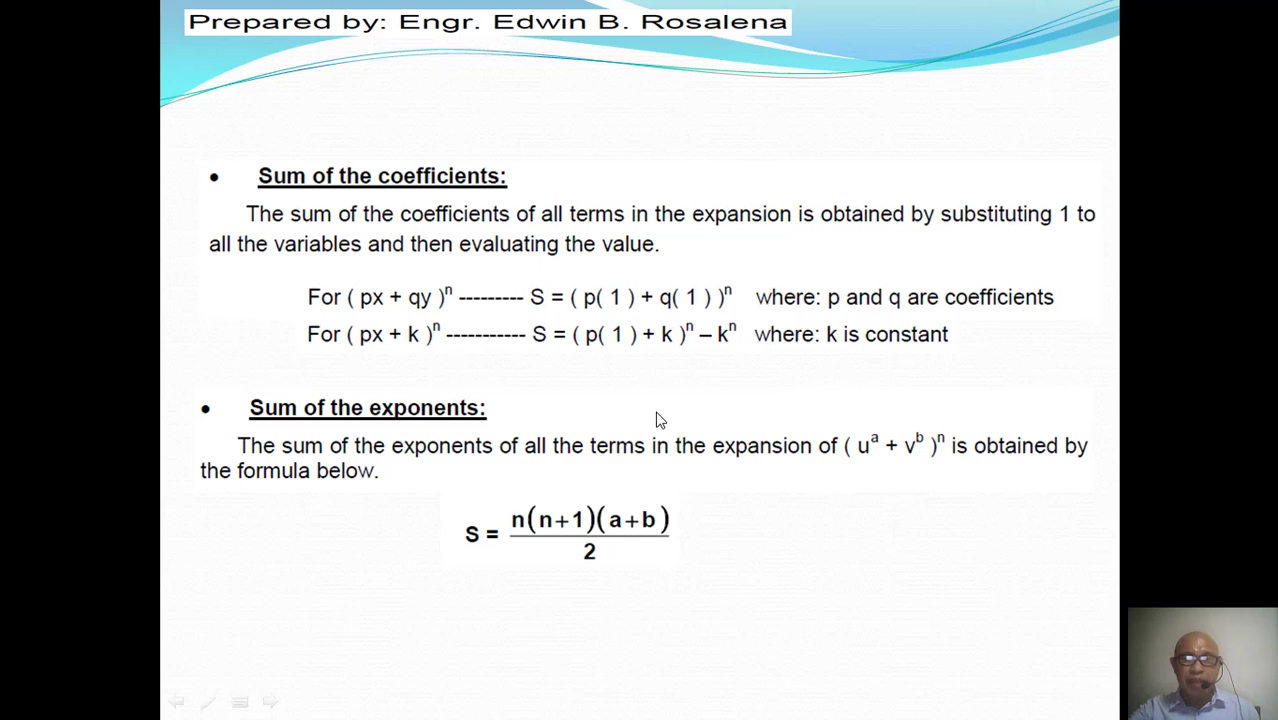 Prepared by: Engr. Edwin B. Rosalena
• Sum of the coefficients:
The sum of the coefficients of all terms in the expansion is obtained by substituting 1 to
all the variables and then evaluating the value.
For ( px + qy )ⁿ --------- S = ( p( 1 ) + q( 1 ) )ⁿ where: p and q are coefficients
For ( px + k )ⁿ ----------- S = ( p( 1 ) + k )ⁿ – kⁿ where: k is constant
• Sum of the exponents:
The sum of the exponents of all the terms in the expansion of ( uᵃ + vᵇ )ⁿ is obtained by
the formula below.
S = n(n+1)(a+b)
2